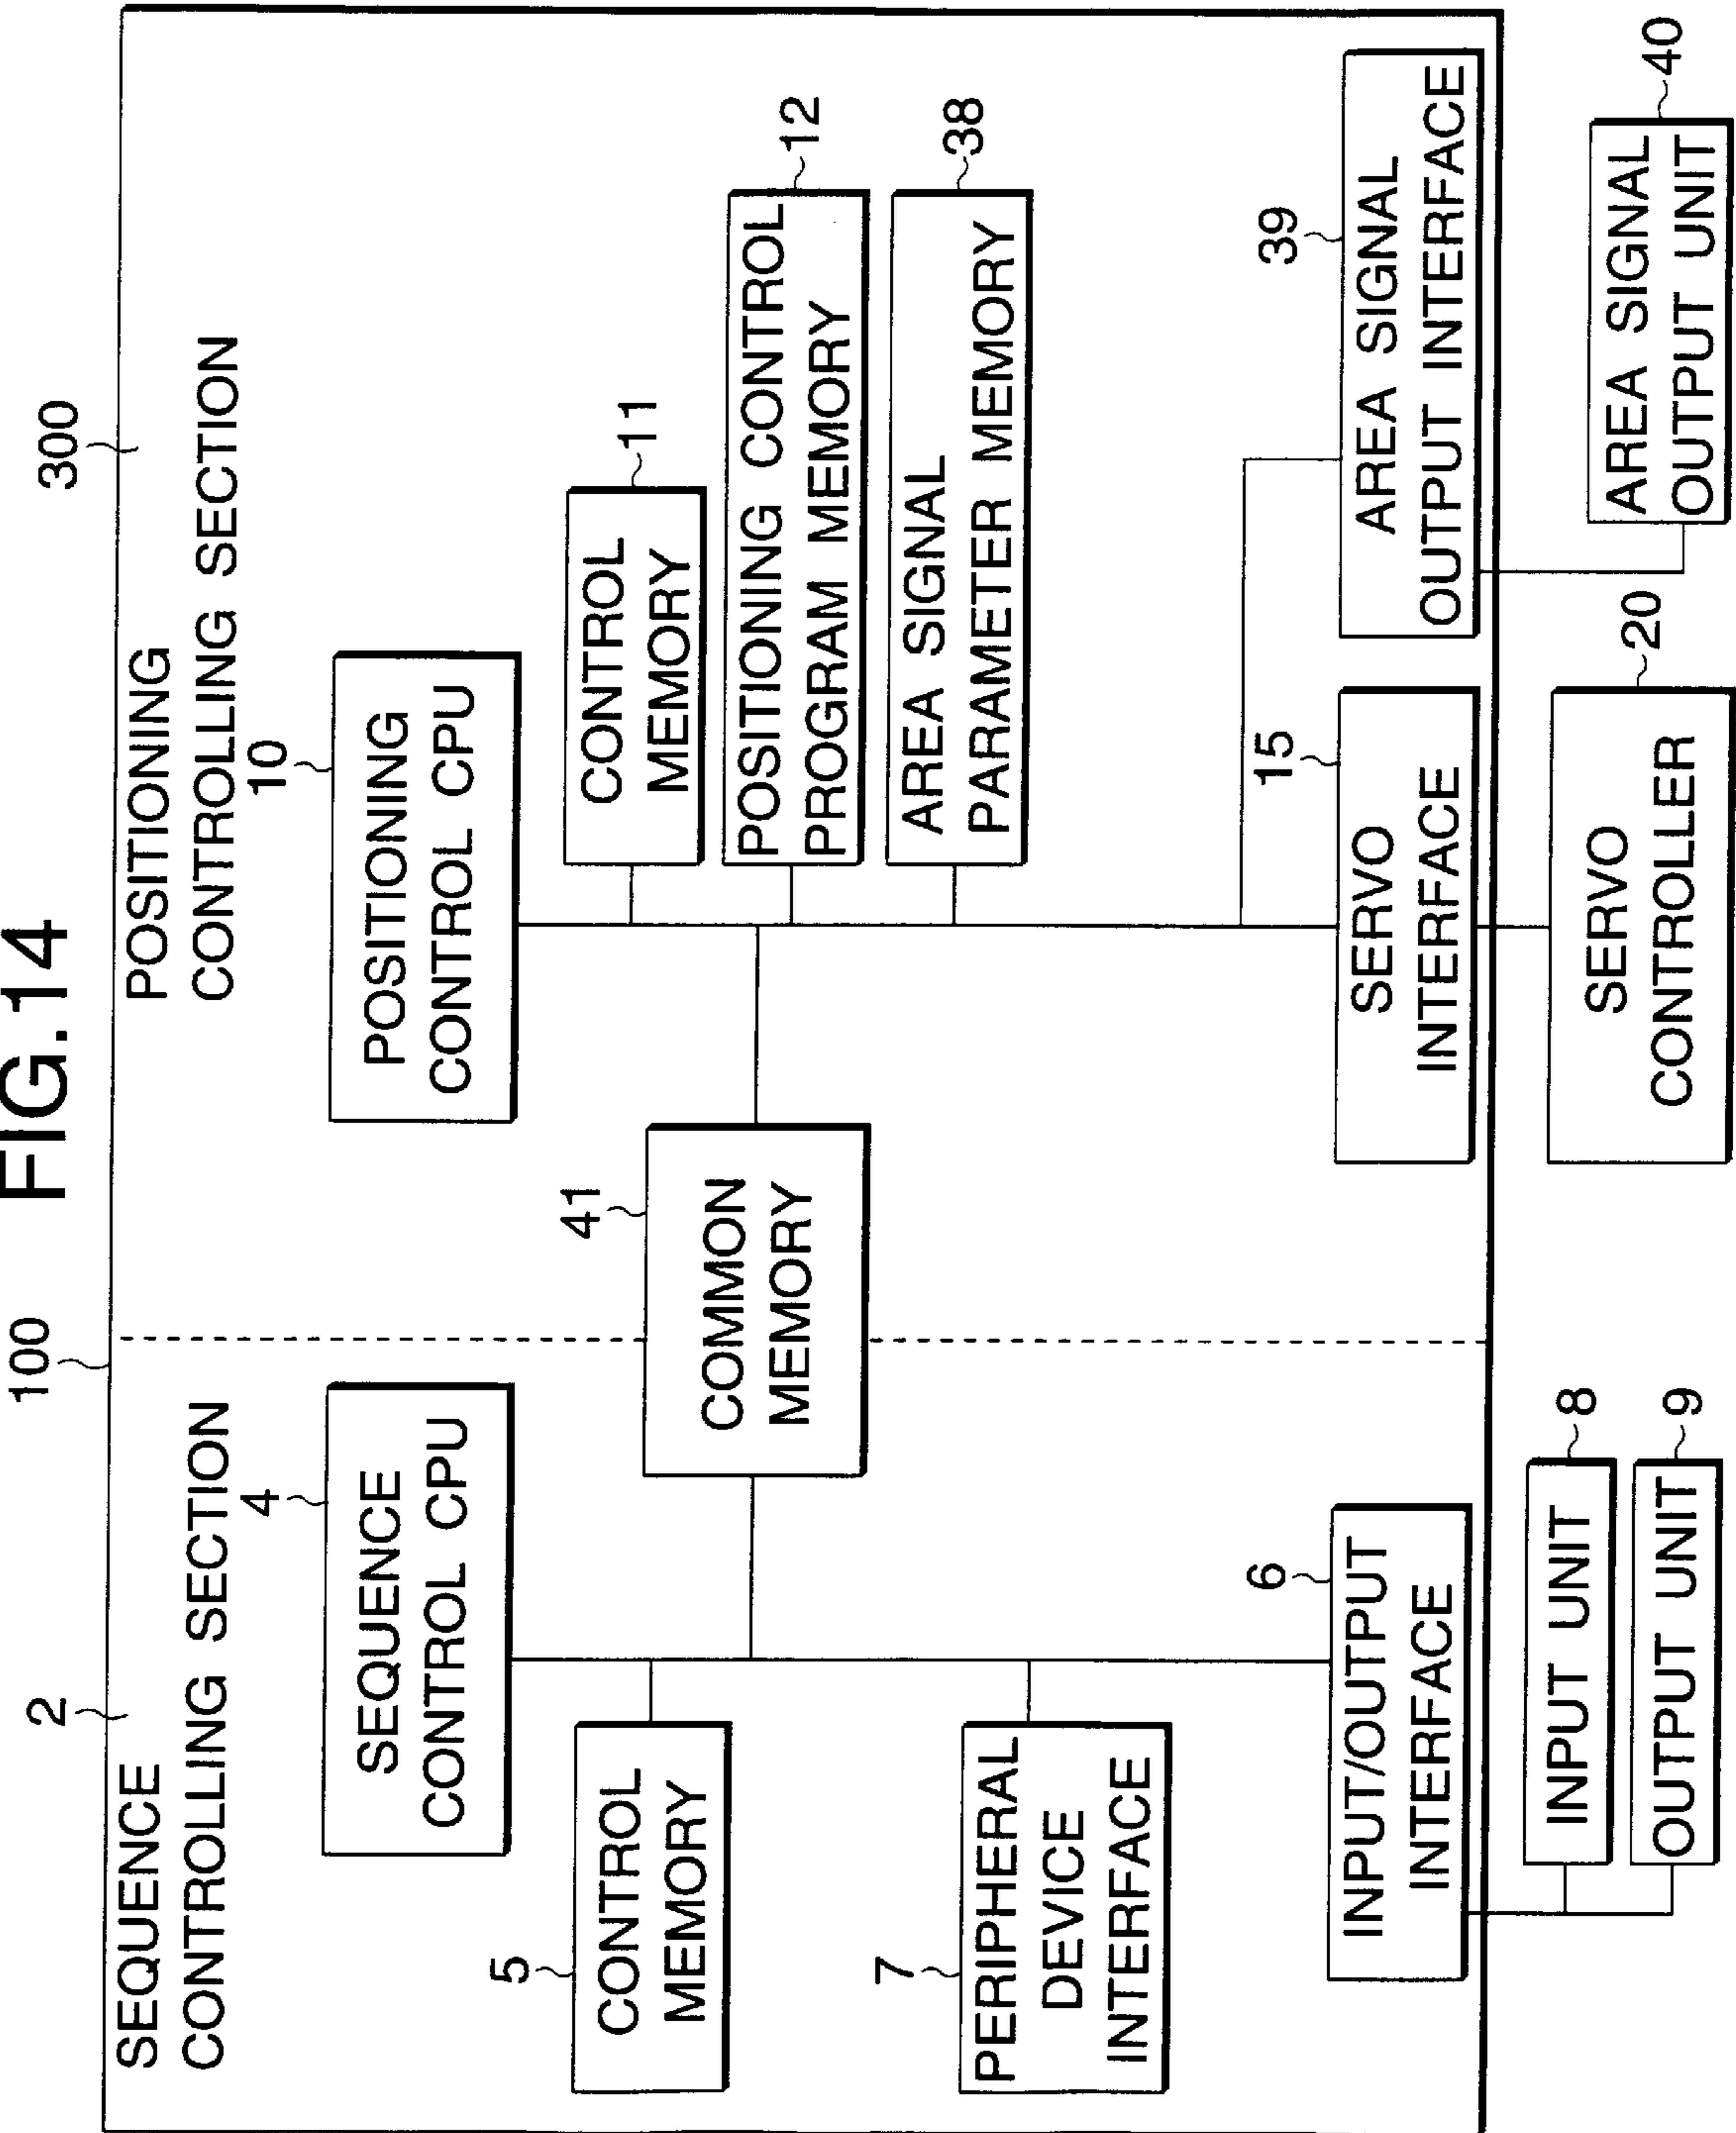 FIG.14
100
2
SEQUENCE
CONTROLLING SECTION
4
SEQUENCE
CONTROL CPU
5
CONTROL
MEMORY
7
PERIPHERAL
DEVICE
INTERFACE
6
INPUT/OUTPUT
INTERFACE
INPUT UNIT
8
OUTPUT UNIT
9
41
COMMON
MEMORY
300
POSITIONING
CONTROLLING SECTION
10
POSITIONING
CONTROL CPU
CONTROL
MEMORY
11
POSITIONING CONTROL
PROGRAM MEMORY
12
AREA SIGNAL
PARAMETER MEMORY
38
15
SERVO
INTERFACE
39
AREA SIGNAL
OUTPUT INTERFACE
SERVO
CONTROLLER
20
AREA SIGNAL
OUTPUT UNIT
40